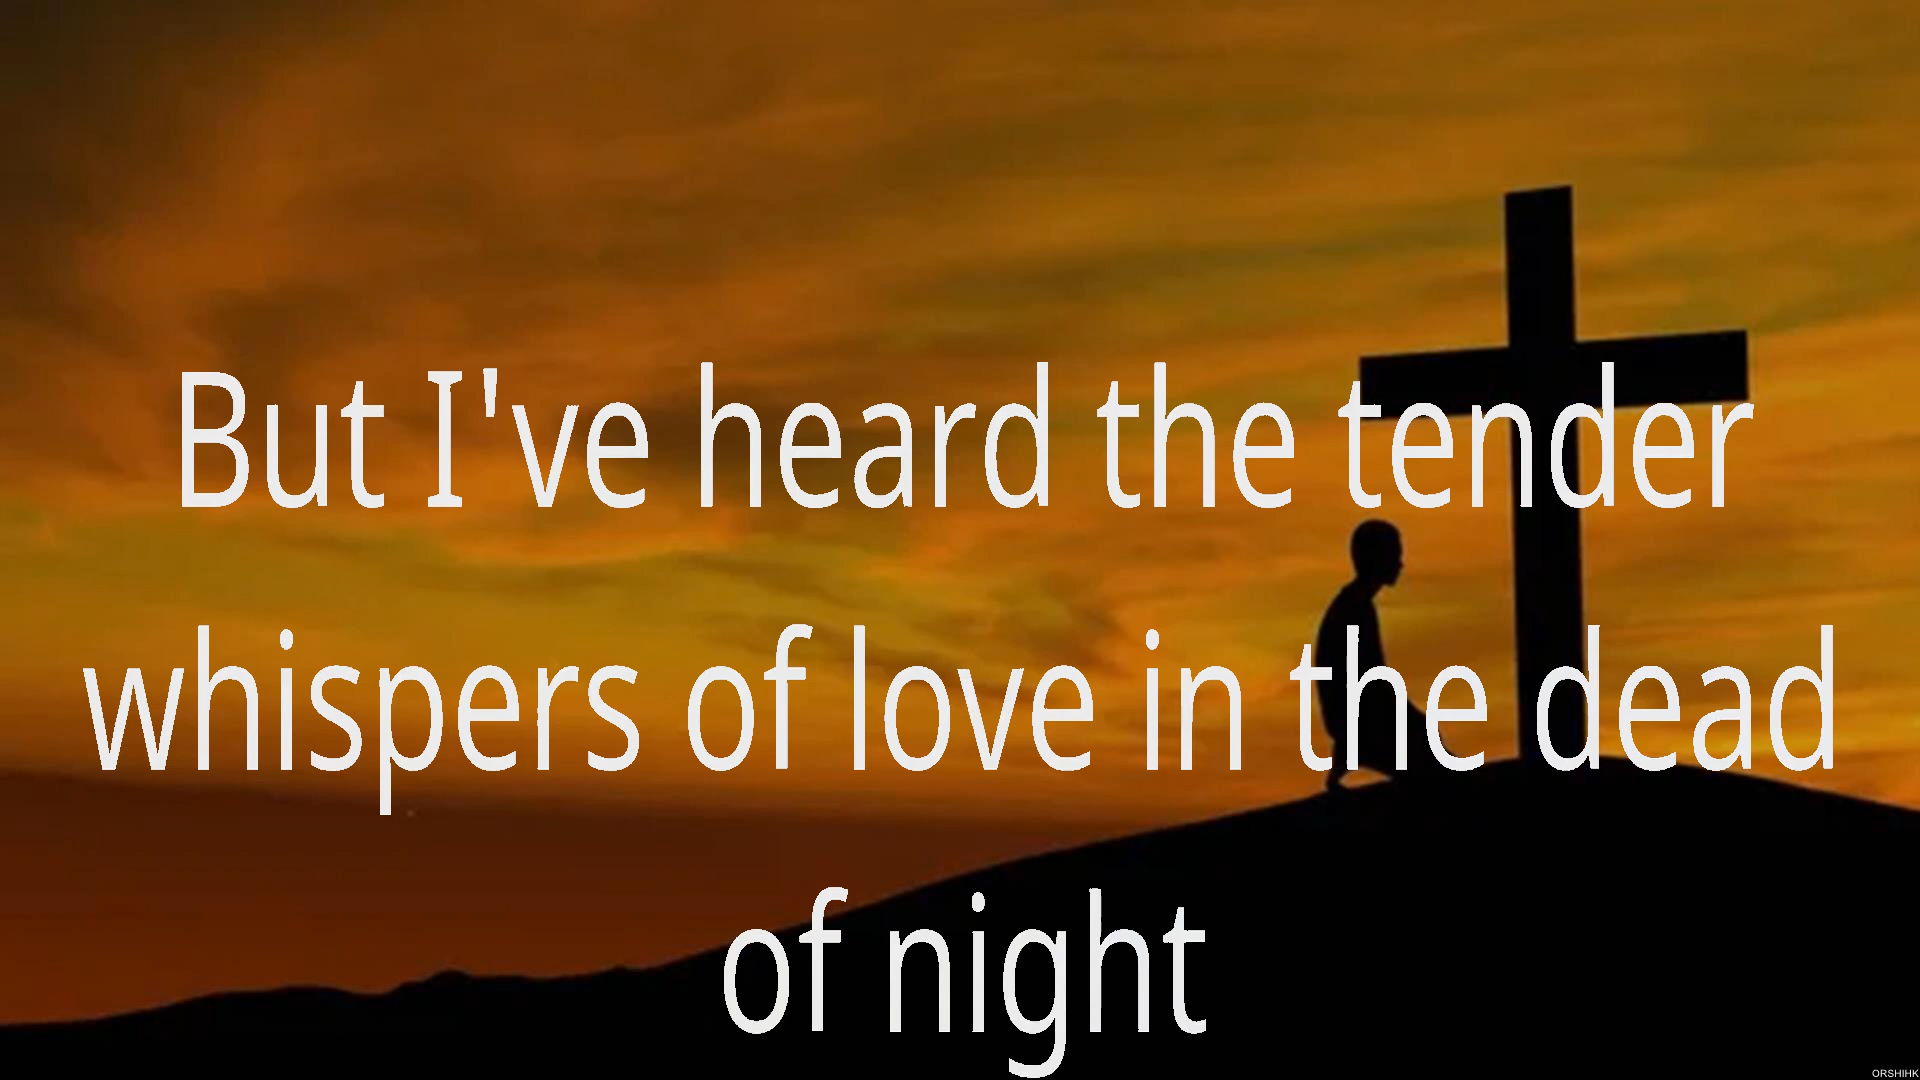 But I've heard the tender
whispers of love in the dead
of night
ORSHIHK